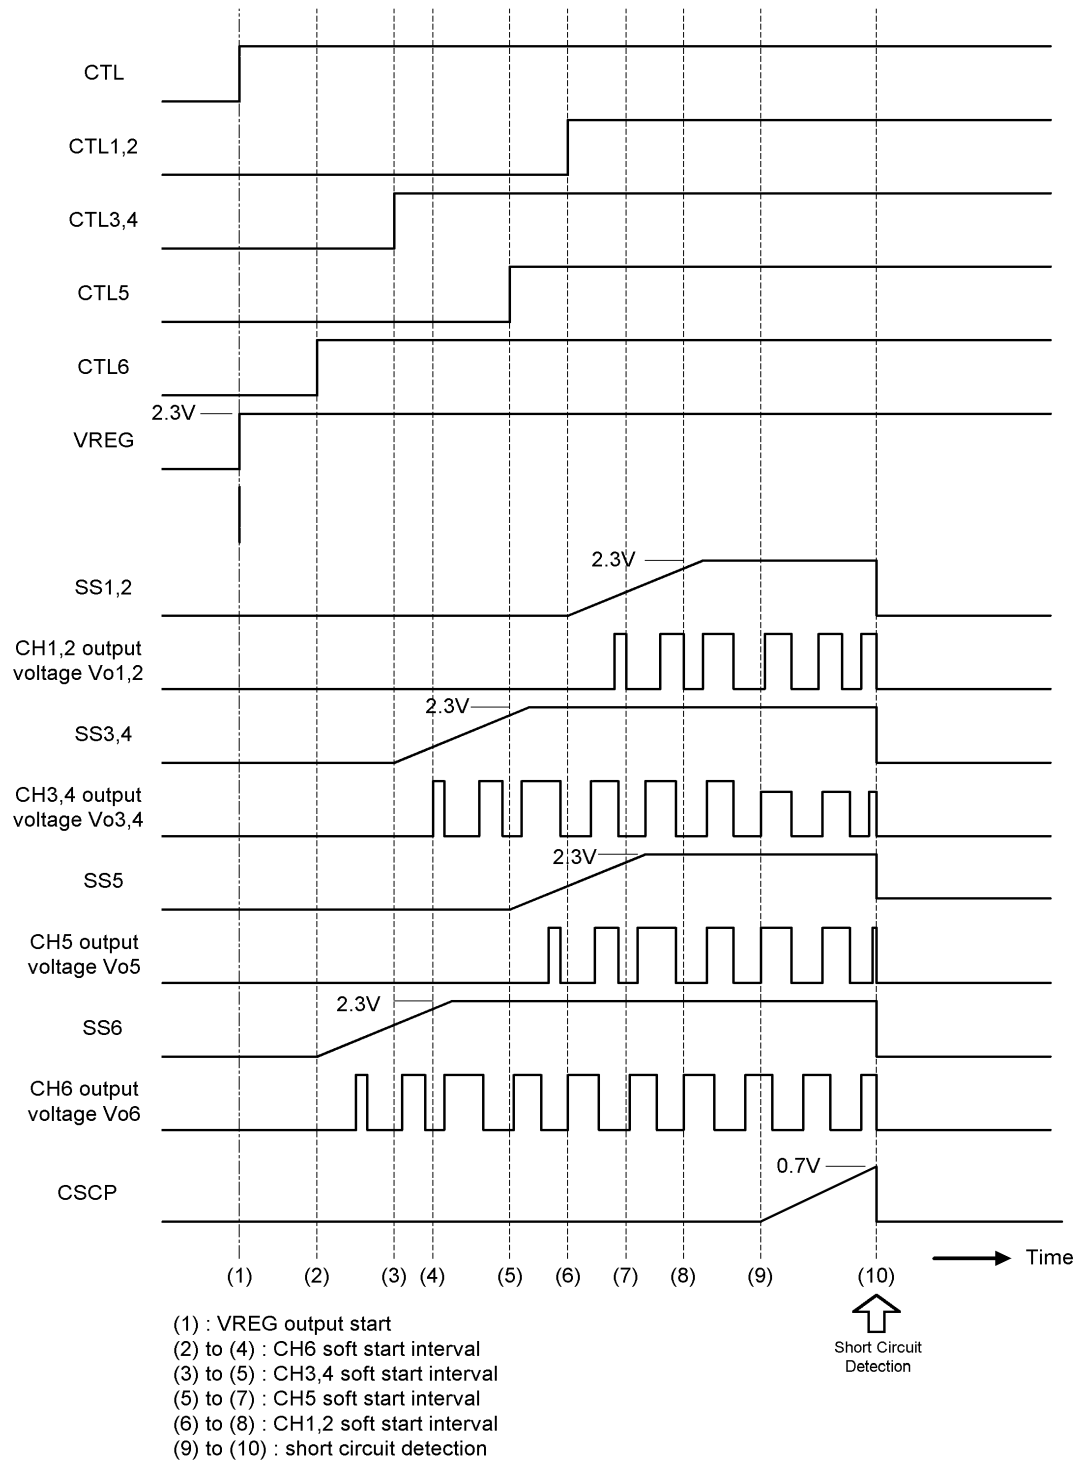 CTL
CTL1,2
CTL3,4
CTL5
CTL6
2.3V
VREG
2.3V
SS1,2
CH1,2 output
voltage Vo1,2
2.3V
SS3,4
CH3,4 output
voltage Vo3,4
2.3V
SS5
CH5 output
voltage Vo5
2.3V
SS6
CH6 output
voltage Vo6
0.7V
CSCP
Time
(1) (2) (3) (4) (5) (6) (7) (8) (9) (10)
Short Circuit
Detection
(1) : VREG output start
(2) to (4) : CH6 soft start interval
(3) to (5) : CH3,4 soft start interval
(5) to (7) : CH5 soft start interval
(6) to (8) : CH1,2 soft start interval
(9) to (10) : short circuit detection